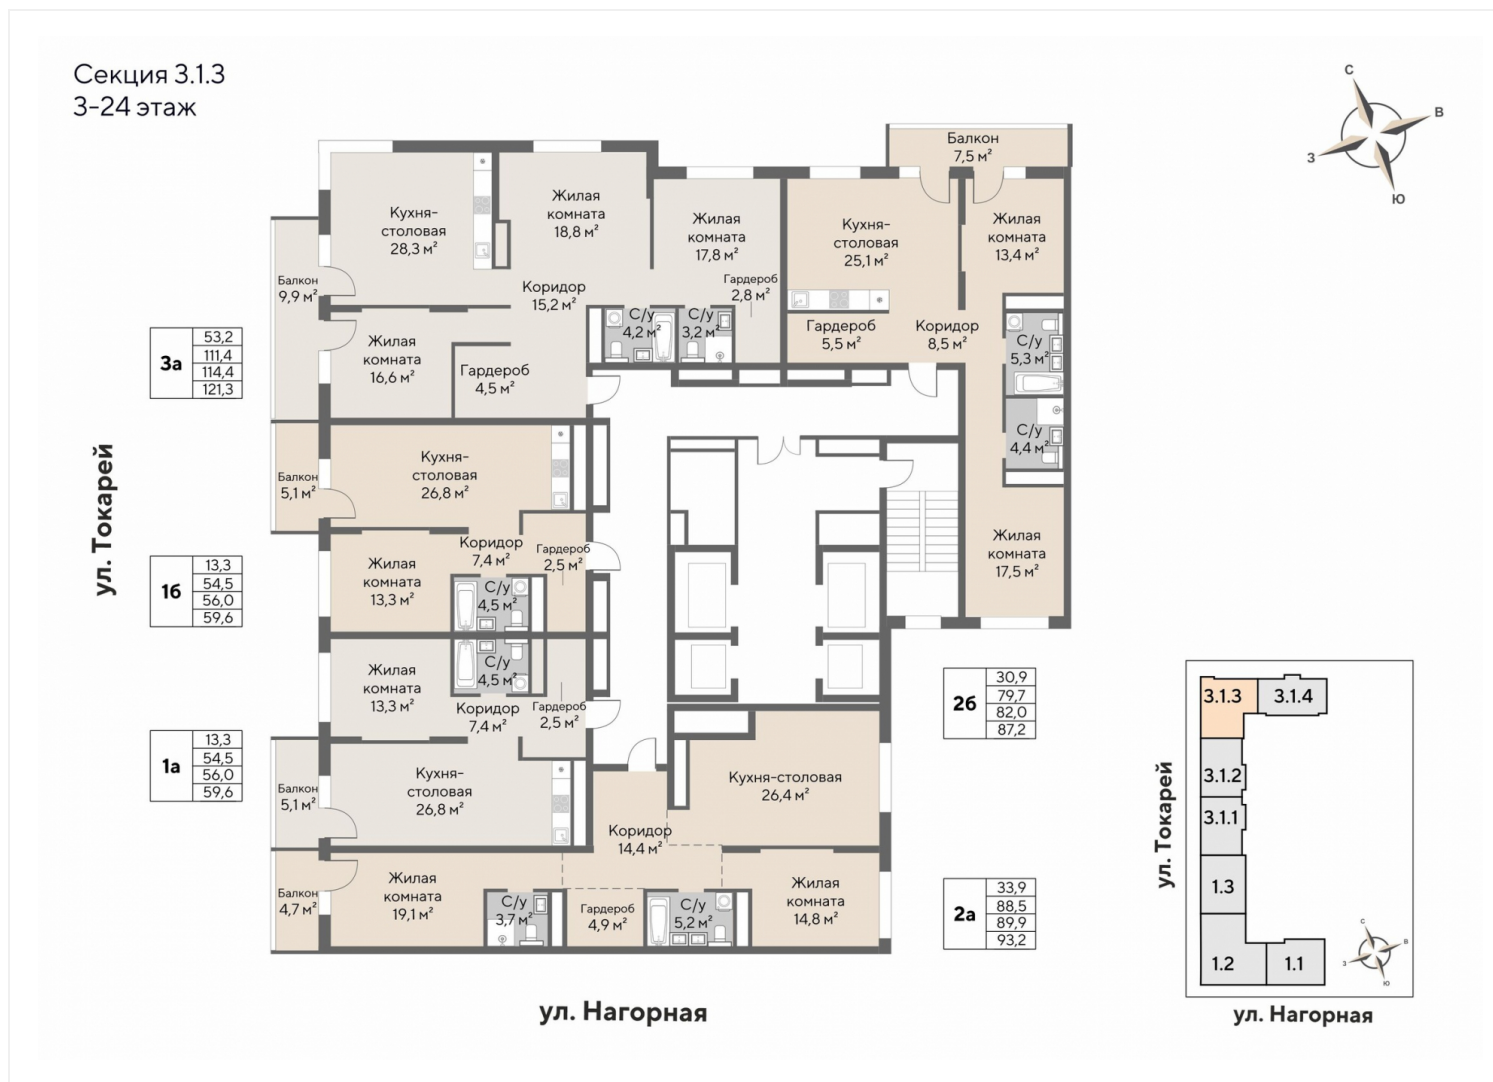 Секция 3.1.3
3-24 этаж
С
В
З
Ю
Балкон
7,5 м²
Кухня-
столовая
28,3 м²
Жилая
комната
18,8 м²
Жилая
комната
17,8 м²
Кухня-
столовая
25,1 м²
Жилая
комната
13,4 м²
Балкон
9,9 м²
Коридор
15,2 м²
Гардероб
2,8 м²
С/у
4,2 м²
С/у
3,2 м²
Гардероб
5,5 м²
Коридор
8,5 м²
С/у
5,3 м²
Жилая
комната
16,6 м²
Гардероб
4,5 м²
3а
53,2
111,4
114,4
121,3
С/у
4,4 м²
Балкон
5,1 м²
Кухня-
столовая
26,8 м²
ул. Токарей
Коридор
7,4 м²
Гардероб
2,5 м²
Жилая
комната
17,5 м²
1б
13,3
54,5
56,0
59,6
Жилая
комната
13,3 м²
С/у
4,5 м²
Жилая
комната
13,3 м²
С/у
4,5 м²
Коридор
7,4 м²
Гардероб
2,5 м²
2б
30,9
79,7
82,0
87,2
1а
13,3
54,5
56,0
59,6
Балкон
5,1 м²
Кухня-
столовая
26,8 м²
Кухня-столовая
26,4 м²
Коридор
14,4 м²
Балкон
4,7 м²
Жилая
комната
19,1 м²
С/у
3,7 м²
Гардероб
4,9 м²
С/у
5,2 м²
Жилая
комната
14,8 м²
2а
33,9
88,5
89,9
93,2
ул. Нагорная
3.1.3
3.1.4
3.1.2
3.1.1
1.3
1.2
1.1
ул. Токарей
С
В
З
Ю
ул. Нагорная